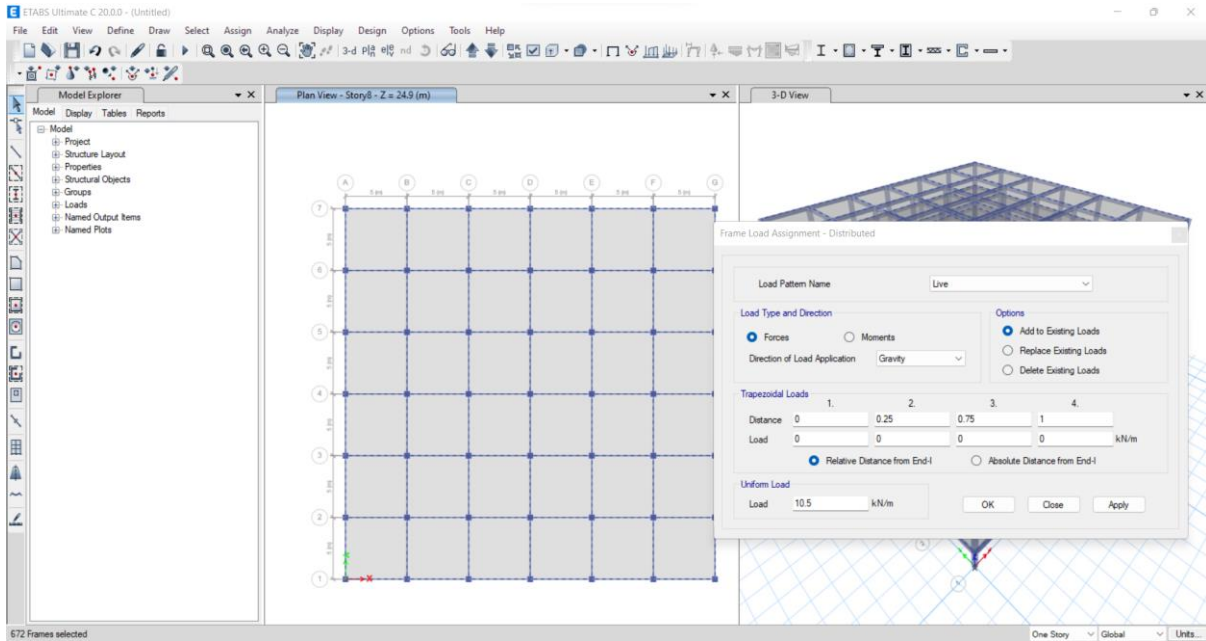 ETABS Ultimate C 20.0.0 - (Untitled)
File Edit View Define Draw Select Assign Analyze Display Design Options Tools Help
3-d nd
Model Explorer
Model Display Tables Reports
Model
Project
Structure Layout
Properties
Structural Objects
Groups
Loads
Named Output Items
Named Plots
Plan View - Story8 - Z = 24.9 (m)
A B C D E F G
7
6
5
4
3
2
1
X
3-D View
Frame Load Assignment - Distributed
Load Pattern Name Live
Load Type and Direction
Forces Moments
Direction of Load Application Gravity
Options
Add to Existing Loads
Replace Existing Loads
Delete Existing Loads
Trapezoidal Loads
1. 2. 3. 4.
Distance 0 0.25 0.75 1
Load 0 0 0 0 kN/m
Relative Distance from End-I Absolute Distance from End-I
Uniform Load
Load 10.5 kN/m
OK Close Apply
672 Frames selected
One Story Global Units...